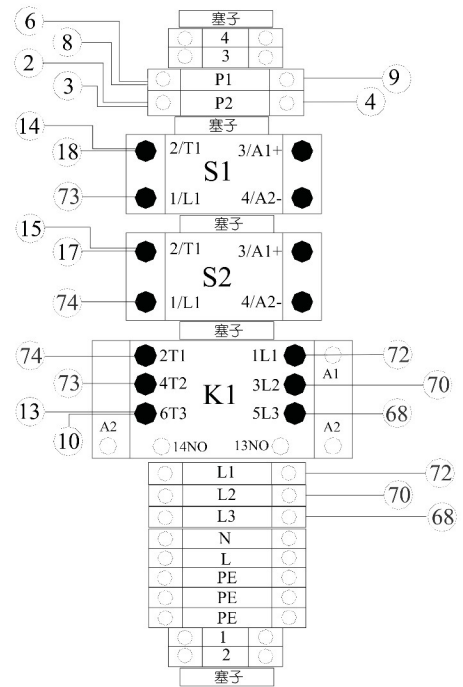 塞子
6 4
8 3
2 P1 9
3 P2 4
塞子
14 2/T1 3/A1+
18 S1
73 1/L1 4/A2-
塞子
15 2/T1 3/A1+
17 S2
74 1/L1 4/A2-
塞子
74 2T1 1L1 72
A1
73 4T2 K1 3L2 70
13 6T3 5L3 68
10 A2 14NO 13NO A2
L1 72
L2 70
L3 68
N
L
PE
PE
PE
1
2
塞子